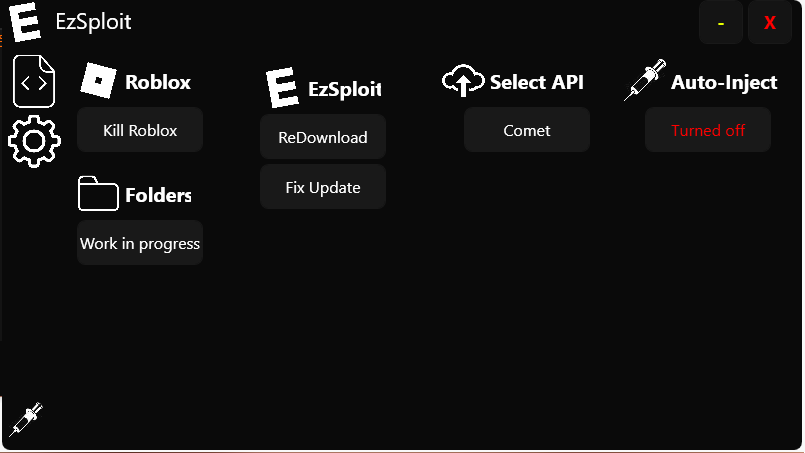 EzSploit
-
X
Roblox
EzSploit
Select API
Auto-Inject
Kill Roblox
ReDownload
Comet
Turned off
Fix Update
Folders
Work in progress